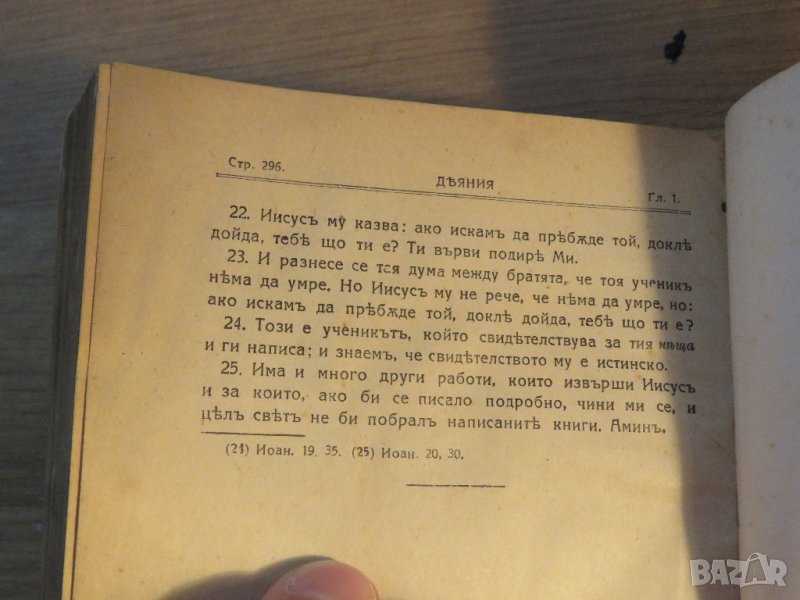 Стр. 296.
ДѢЯНИЯ
Гл. 1.
22. Иисусъ му казва: ако искамъ да прѣбѫде той, доклѣ
дойда, тебѣ що ти е? Ти върви подирѣ Ми.
23. И разнесе се тая дума между братята, че тоя ученикъ
нѣма да умре. Но Иисусъ му не рече, че нѣма да умре, но:
ако искамъ да прѣбѫде той, доклѣ дойда, тебѣ що ти е?
24. Този е ученикътъ, който свидѣтелствува за тия нѣща
и ги написа; и знаемъ, че свидѣтелството му е истинско.
25. Има и много други работи, които извърши Иисусъ
и за които, ако би се писало подробно, чини ми се, и
цѣлъ свѣтъ не би побралъ написанитѣ книги. Аминъ.
(24) Иоан. 19, 35. (25) Иоан. 20, 30.
BAZAR